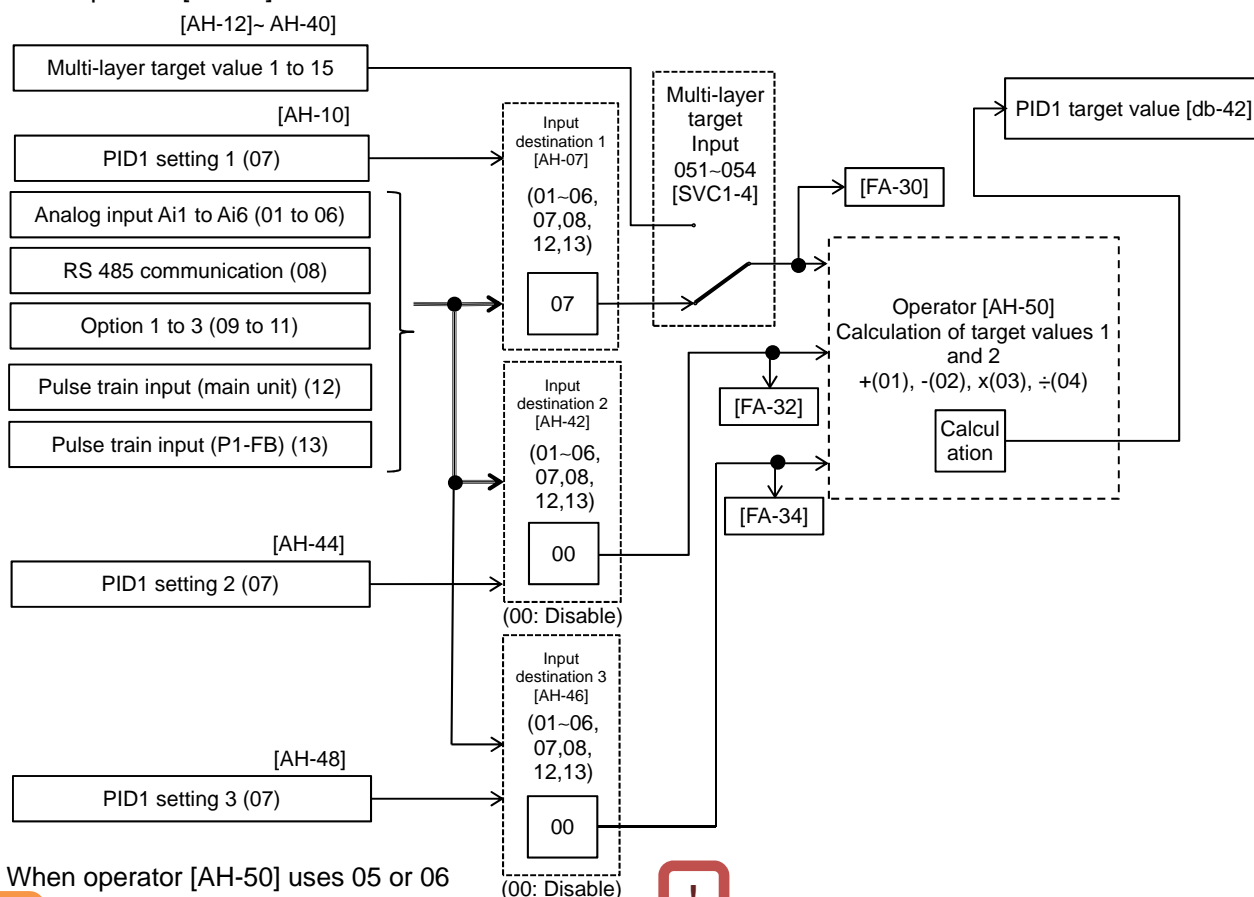 [AH-12]~ AH-40]
Multi-layer target value 1 to 15
[AH-10]
PID1 setting 1 (07)
Analog input Ai1 to Ai6 (01 to 06)
RS 485 communication (08)
Option 1 to 3 (09 to 11)
Pulse train input (main unit) (12)
Pulse train input (P1-FB) (13)
[AH-44]
PID1 setting 2 (07)
[AH-48]
PID1 setting 3 (07)
Input
destination 1
[AH-07]
(01~06,
07,08,
12,13)
07
Input
destination 2
[AH-42]
(01~06,
07,08,
12,13)
00
(00: Disable)
Input
destination 3
[AH-46]
(01~06,
07,08,
12,13)
00
(00: Disable)
Multi-layer
target
Input
051~054
[SVC1-4]
[FA-30]
[FA-32]
[FA-34]
Operator [AH-50]
Calculation of target values 1
and 2
+(01), -(02), x(03), ÷(04)
Calcul
ation
PID1 target value [db-42]
When operator [AH-50] uses 05 or 06
!